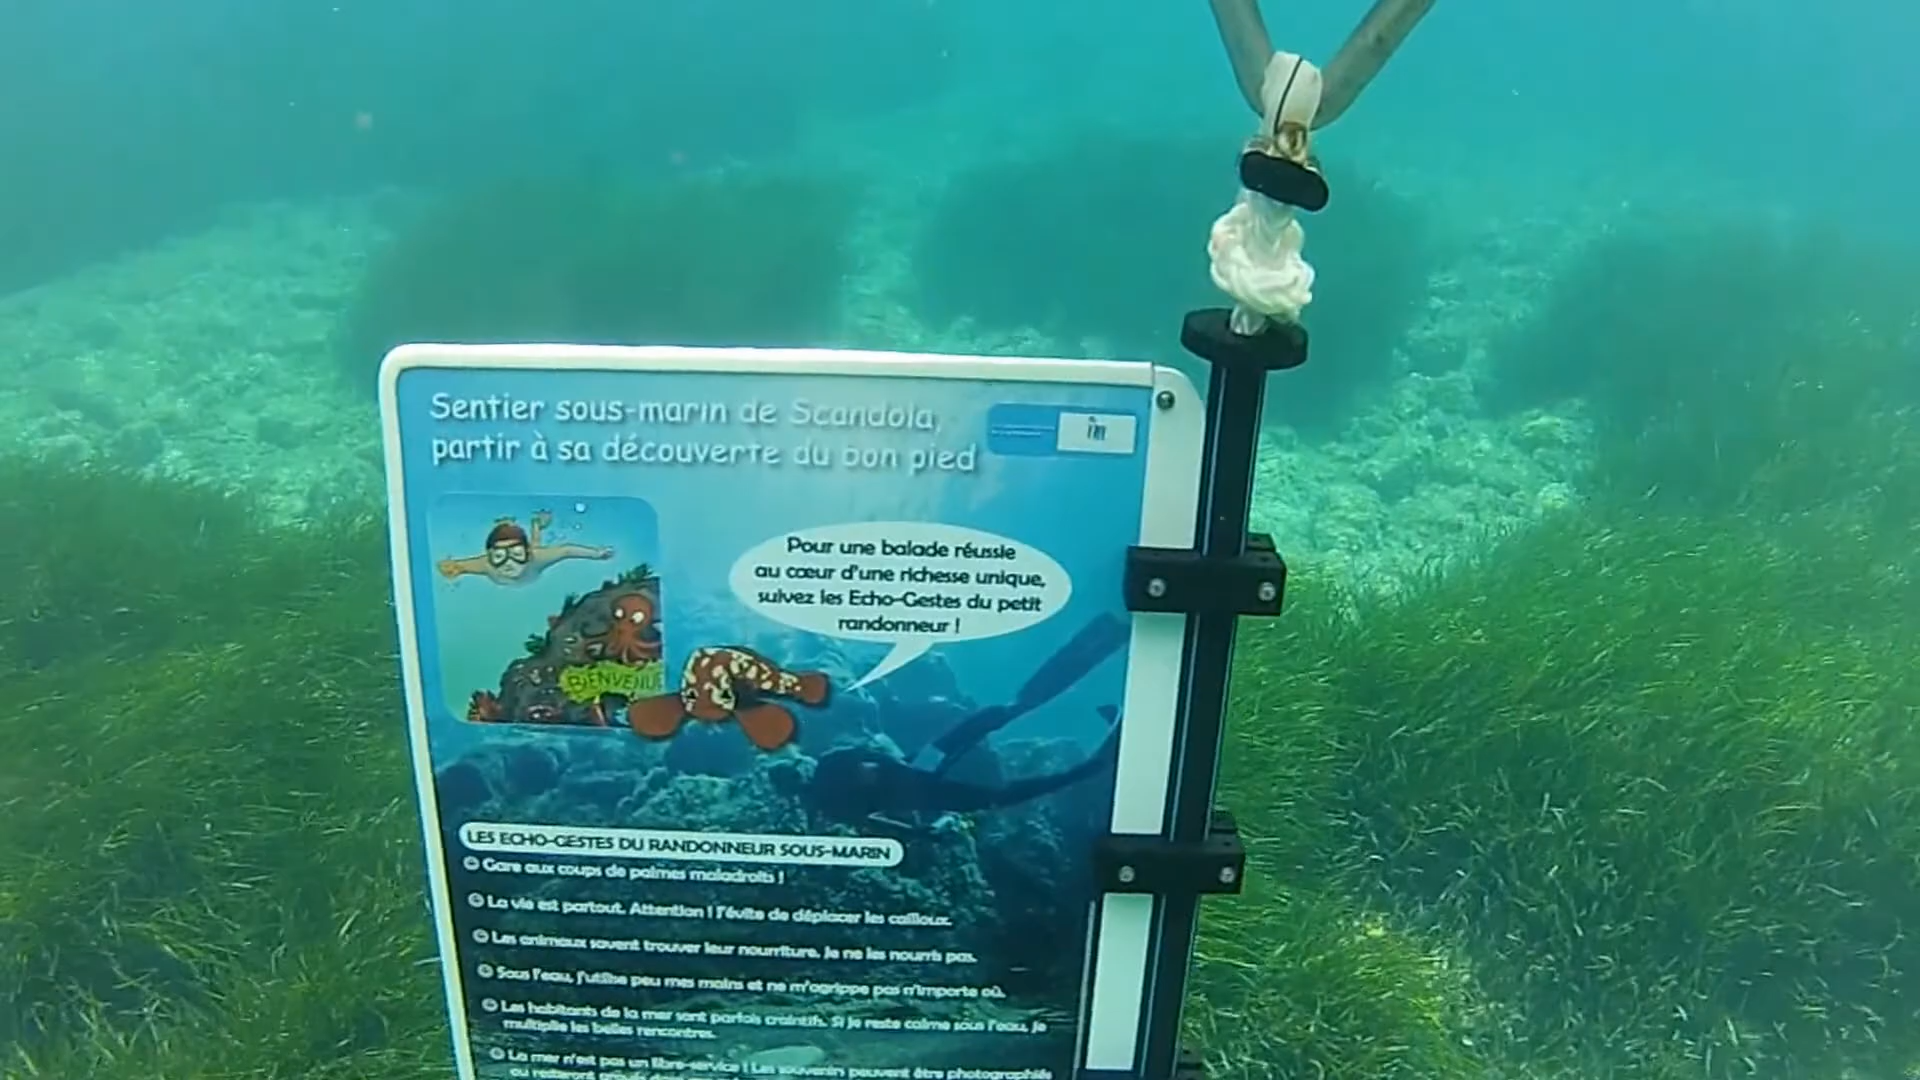 Sentier sous-marin de Scandola,
partir à sa découverte du bon pied
Pour une balade réussie
au cœur d'une richesse unique,
suivez les Echo-Gestes du petit
randonneur !
BIENVENUE
LES ECHO-GESTES DU RANDONNEUR SOUS-MARIN
Gare aux coups de palmes maladroits !
La vie est partout. Attention ! J'évite de déplacer les cailloux.
Les animaux savent trouver leur nourriture. Je ne les nourris pas.
Sous l'eau, j'utilise peu mes mains et ne m'agrippe pas n'importe où.
Les habitants de la mer sont parfois craintifs. Si je reste calme sous l'eau, je
multiplie les belles rencontres.
La mer n'est pas un libre-service ! Les souvenirs peuvent être photographiés
ou resteront